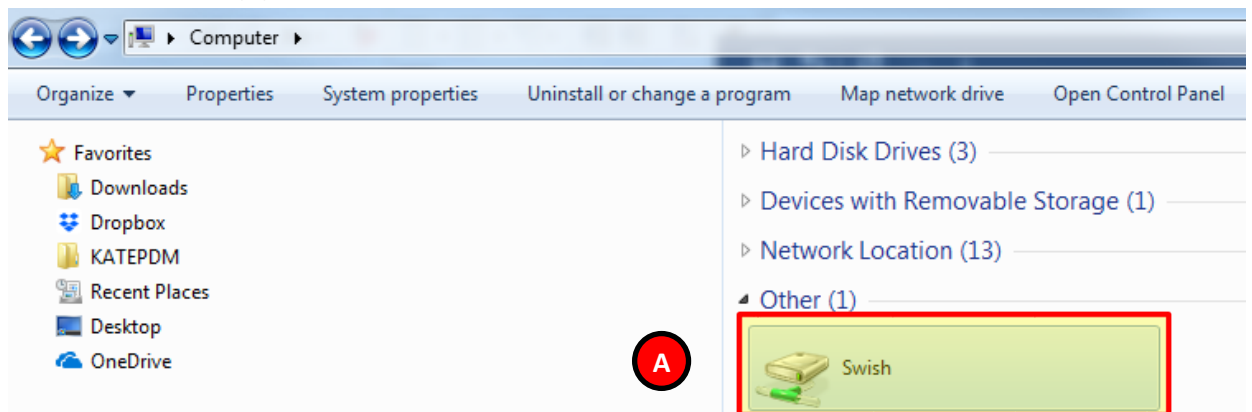 Computer
Organize Properties System properties Uninstall or change a program Map network drive Open Control Panel
Favorites
Downloads
Dropbox
KATEPDM
Recent Places
Desktop
OneDrive
Hard Disk Drives (3)
Devices with Removable Storage (1)
Network Location (13)
Other (1)
A
Swish